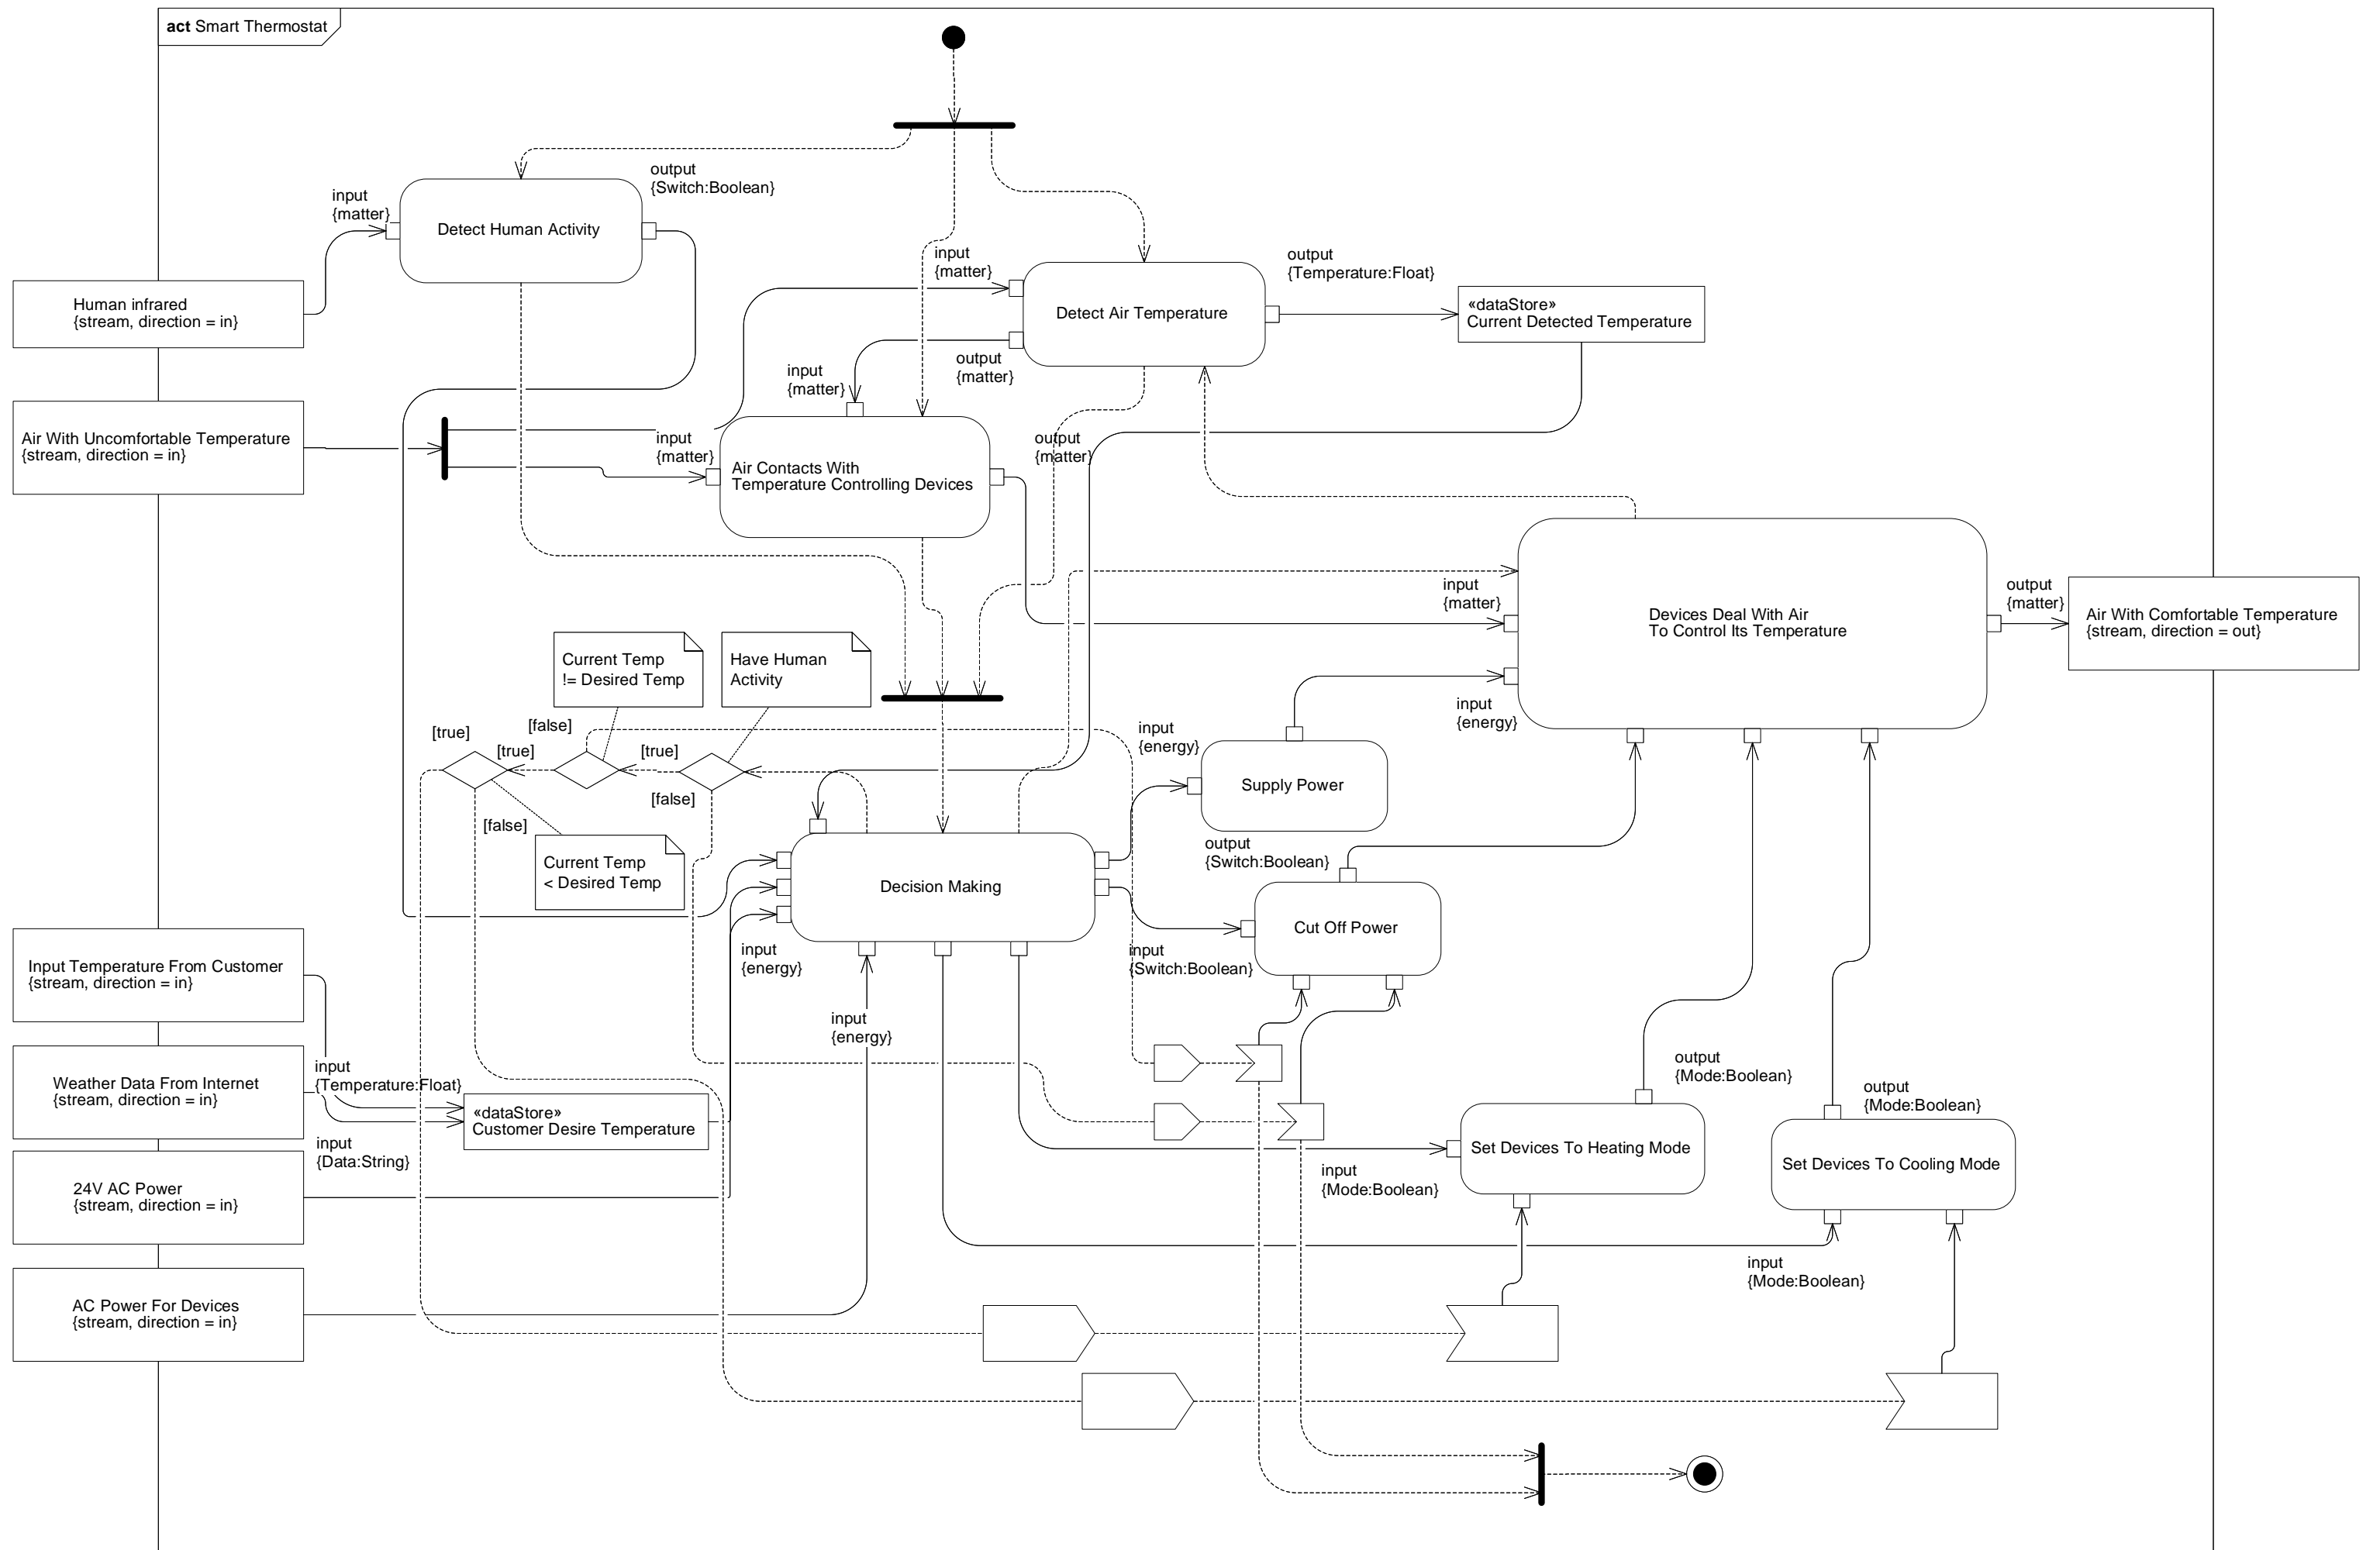 act Smart Thermostat
output
{Switch:Boolean}
input
{matter}
Detect Human Activity
input
{matter}
output
{Temperature:Float}
Human infrared
{stream, direction = in}
Detect Air Temperature
«dataStore»
Current Detected Temperature
input
{matter}
output
{matter}
Air With Uncomfortable Temperature
{stream, direction = in}
input
{matter}
output
{matter}
Air Contacts With
Temperature Controlling Devices
input
{matter}
Devices Deal With Air
To Control Its Temperature
output
{matter}
Air With Comfortable Temperature
{stream, direction = out}
Current Temp
!= Desired Temp
Have Human
Activity
input
{energy}
[true]
[false]
[true]
[true]
input
{energy}
Supply Power
[false]
[false]
Current Temp
< Desired Temp
output
{Switch:Boolean}
Decision Making
Cut Off Power
input
{energy}
input
{Switch:Boolean}
Input Temperature From Customer
{stream, direction = in}
input
{energy}
Weather Data From Internet
{stream, direction = in}
input
{Temperature:Float}
output
{Mode:Boolean}
output
{Mode:Boolean}
«dataStore»
Customer Desire Temperature
input
{Data:String}
Set Devices To Heating Mode
Set Devices To Cooling Mode
input
{Mode:Boolean}
24V AC Power
{stream, direction = in}
input
{Mode:Boolean}
AC Power For Devices
{stream, direction = in}